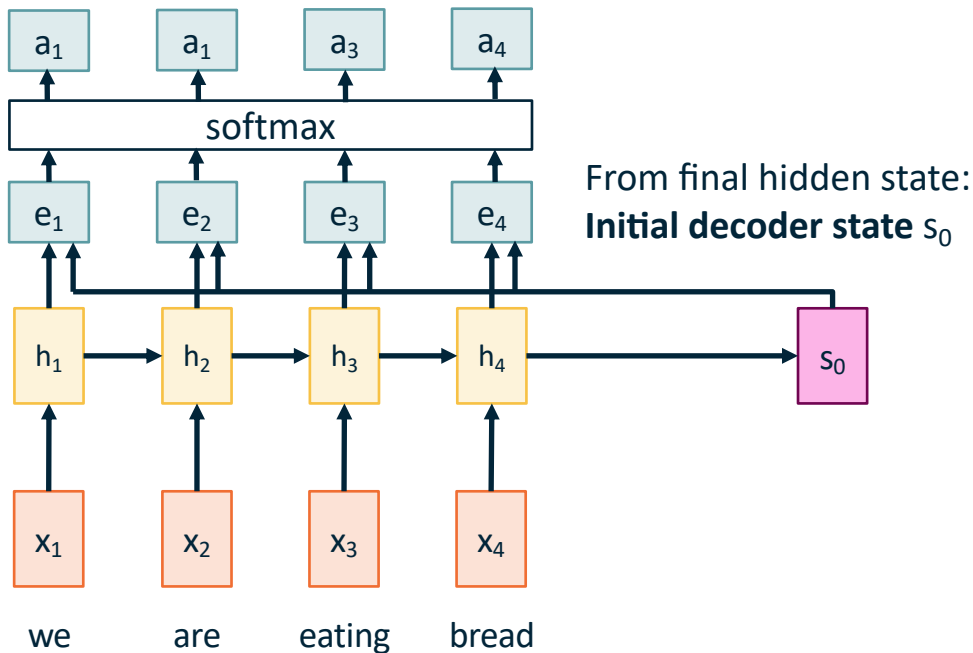 a₁ a₁ a₃ a₄
softmax
e₁ e₂ e₃ e₄
From final hidden state:
Initial decoder state s₀
h₁ h₂ h₃ h₄ s₀
x₁ x₂ x₃ x₄
we are eating bread